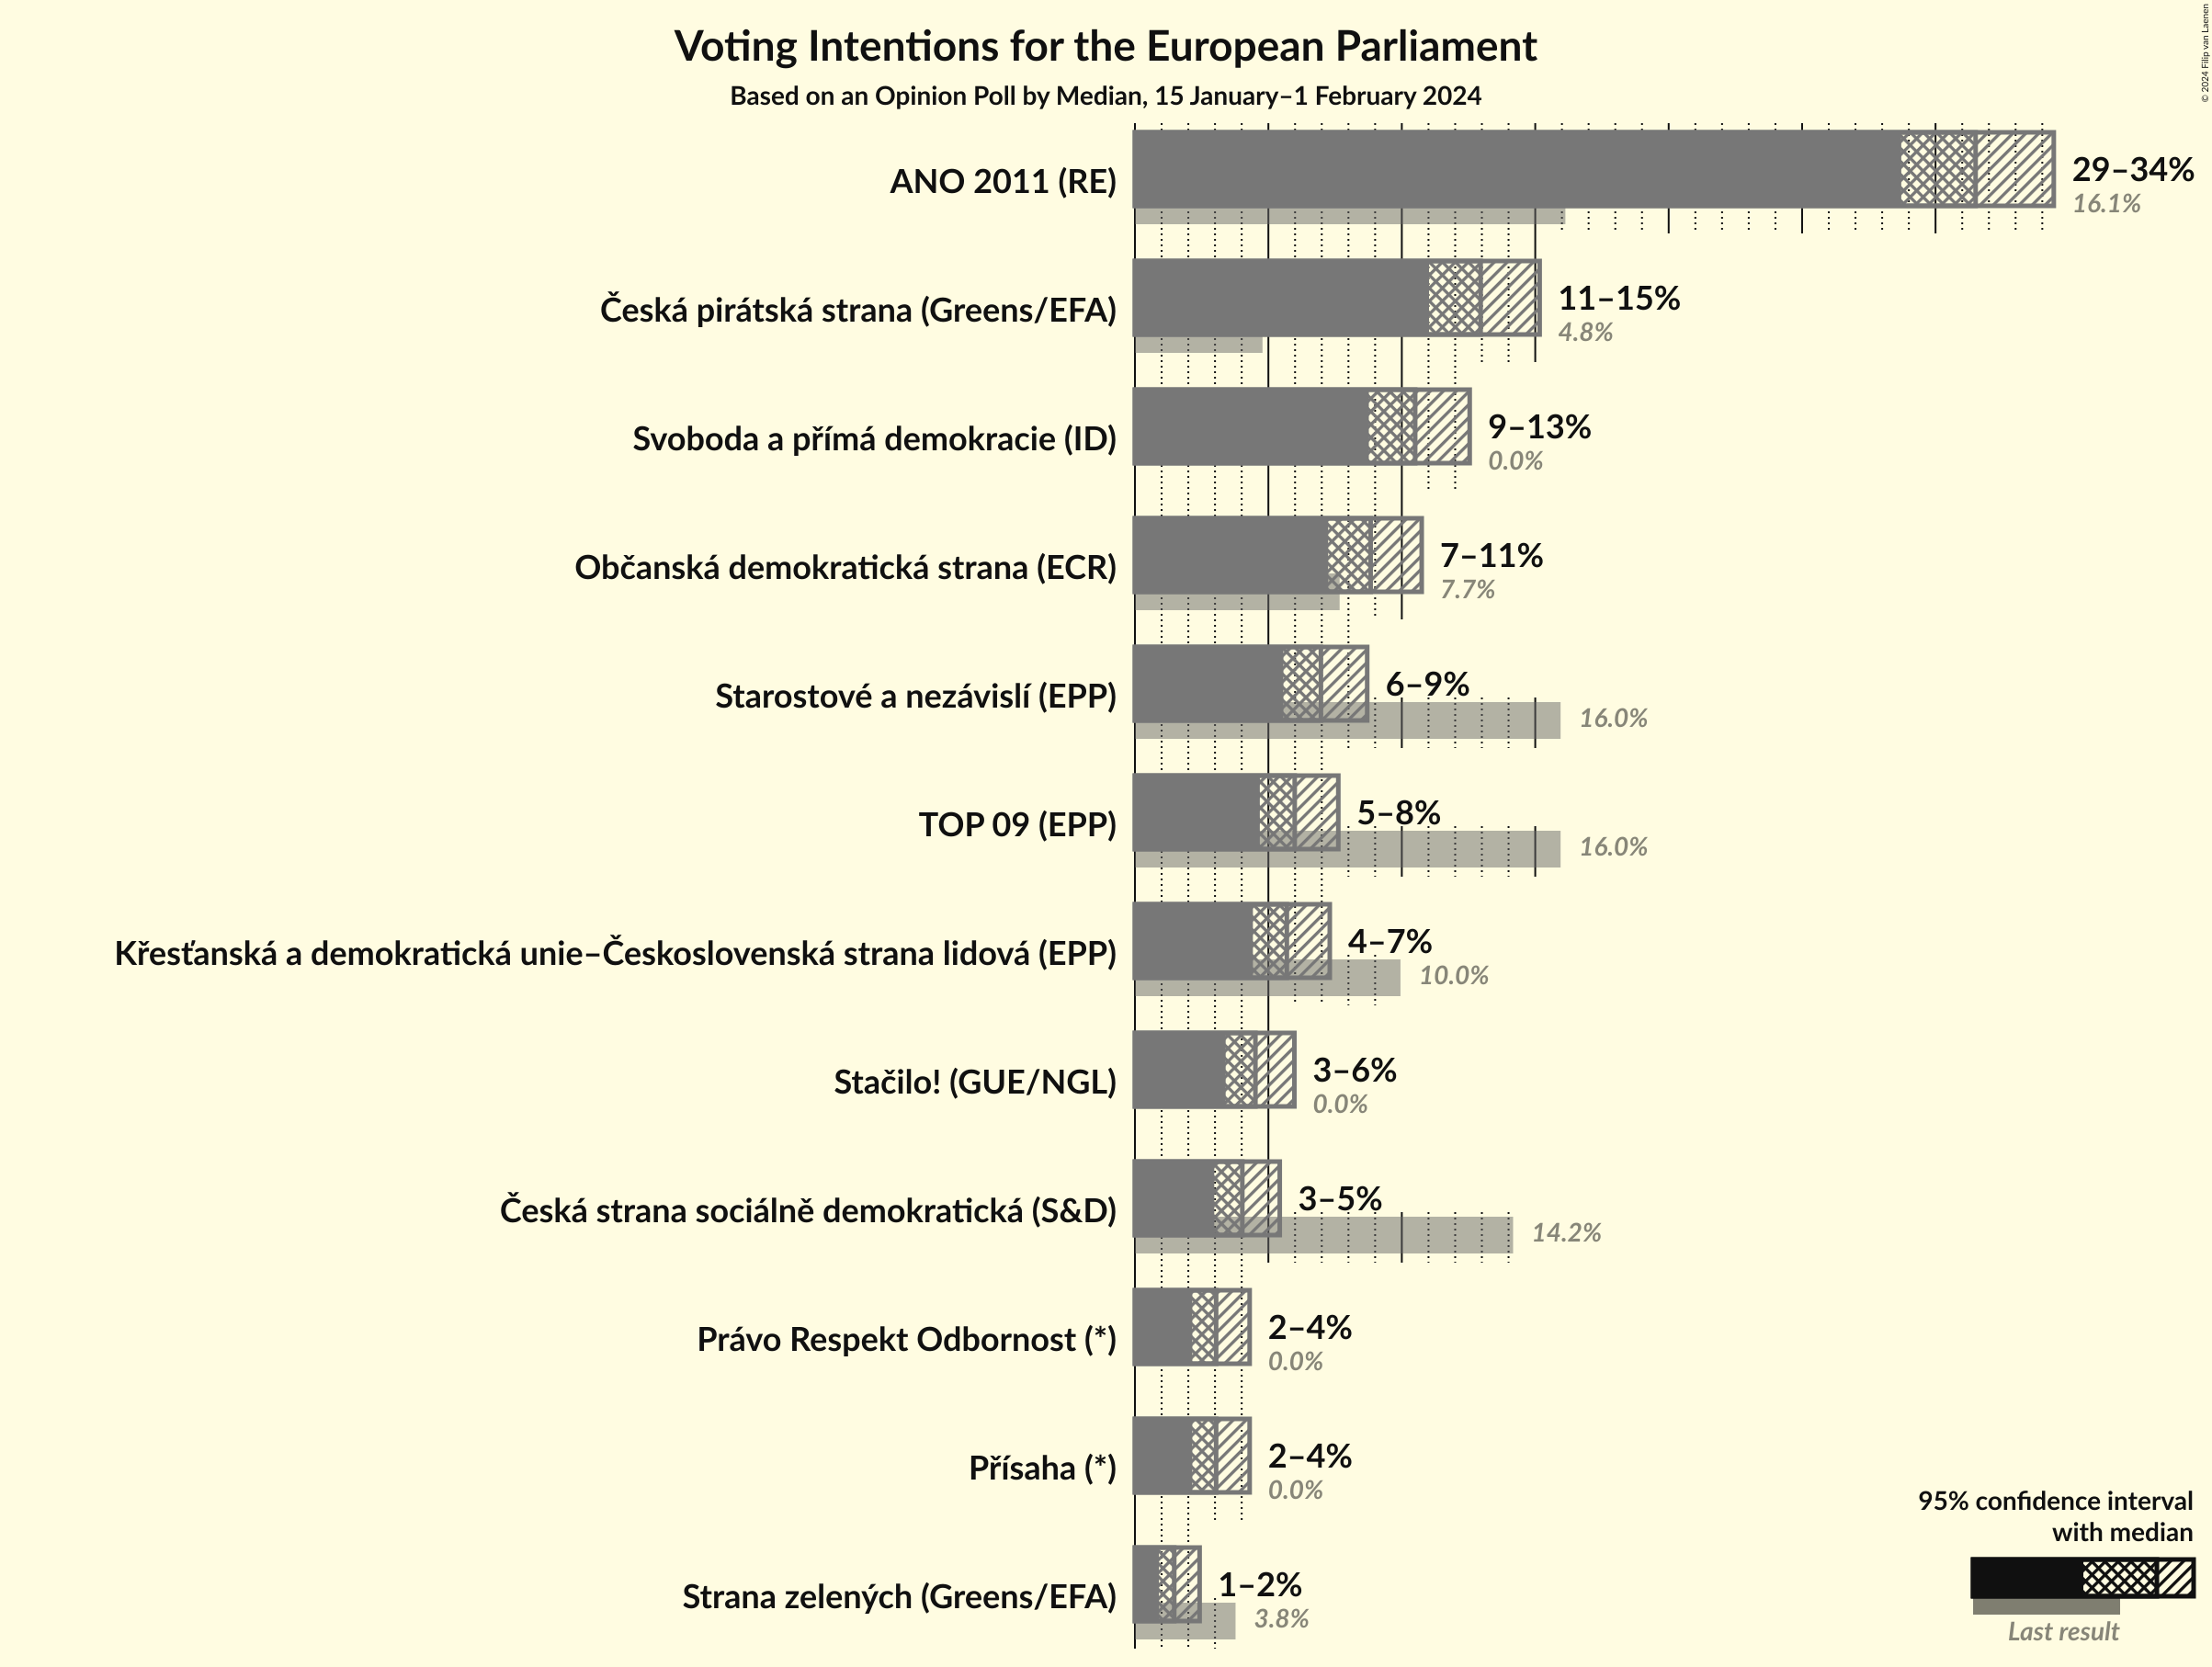 Voting Intentions for the European Parliament
Based on an Opinion Poll by Median, 15 January–1 February 2024
© 2024 Filip van Laenen
ANO 2011 (RE)
29–34%
16.1%
Česká pirátská strana (Greens/EFA)
11–15%
4.8%
Svoboda a přímá demokracie (ID)
9–13%
0.0%
Občanská demokratická strana (ECR)
7–11%
7.7%
Starostové a nezávislí (EPP)
6–9%
16.0%
TOP 09 (EPP)
5–8%
16.0%
Křesťanská a demokratická unie–Československá strana lidová (EPP)
4–7%
10.0%
Stačilo! (GUE/NGL)
3–6%
0.0%
Česká strana sociálně demokratická (S&D)
3–5%
14.2%
Právo Respekt Odbornost (*)
2–4%
0.0%
Přísaha (*)
2–4%
0.0%
Strana zelených (Greens/EFA)
1–2%
3.8%
95% confidence interval
with median
Last result